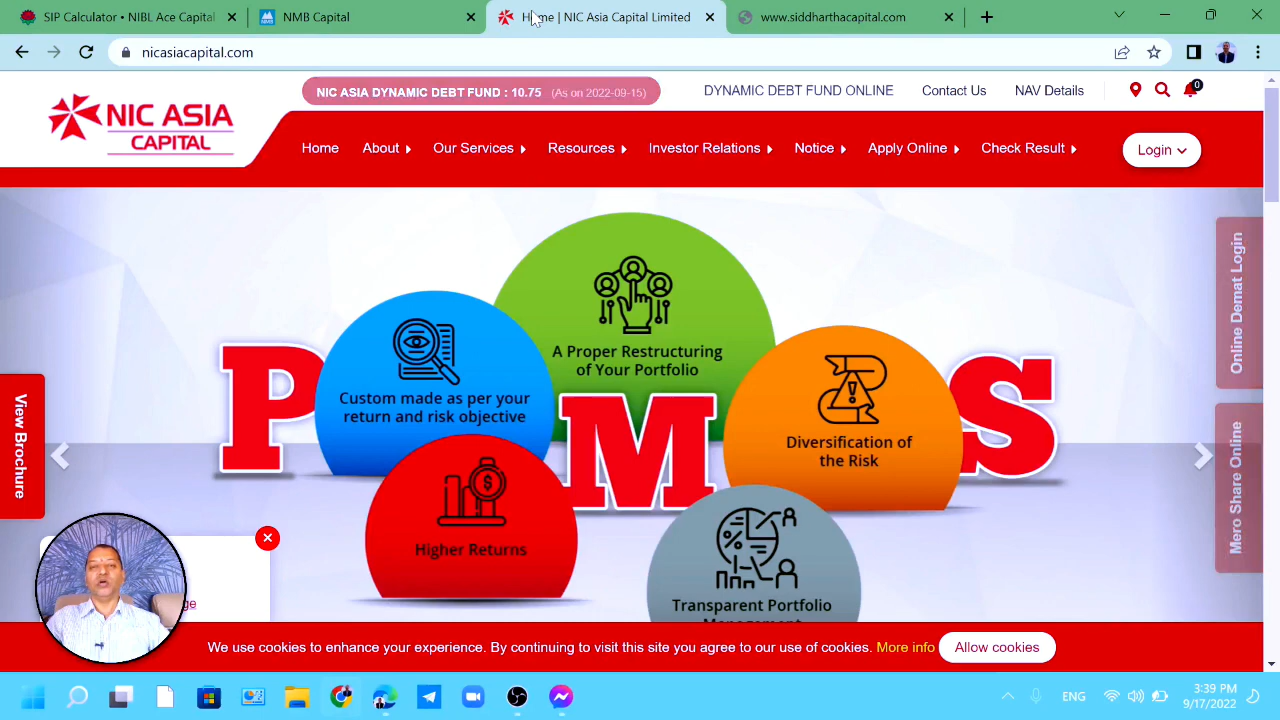 SIP Calculator • NIBL Ace Capital
NMB Capital
Home | NIC Asia Capital Limited
www.siddharthacapital.com
nicasiacapital.com
NIC ASIA
CAPITAL
NIC ASIA DYNAMIC DEBT FUND : 10.75 (As on 2022-09-15)
DYNAMIC DEBT FUND ONLINE
Contact Us
NAV Details
0
Home
About
Our Services
Resources
Investor Relations
Notice
Apply Online
Check Result
Login
P M S
A Proper Restructuring
of Your Portfolio
Custom made as per your
return and risk objective
Diversification of
the Risk
Higher Returns
Transparent Portfolio
Management
View Brochure
Online Demat Login
Mero Share Online
We use cookies to enhance your experience. By continuing to visit this site you agree to our use of cookies. More info
Allow cookies
ENG
3:39 PM
9/17/2022